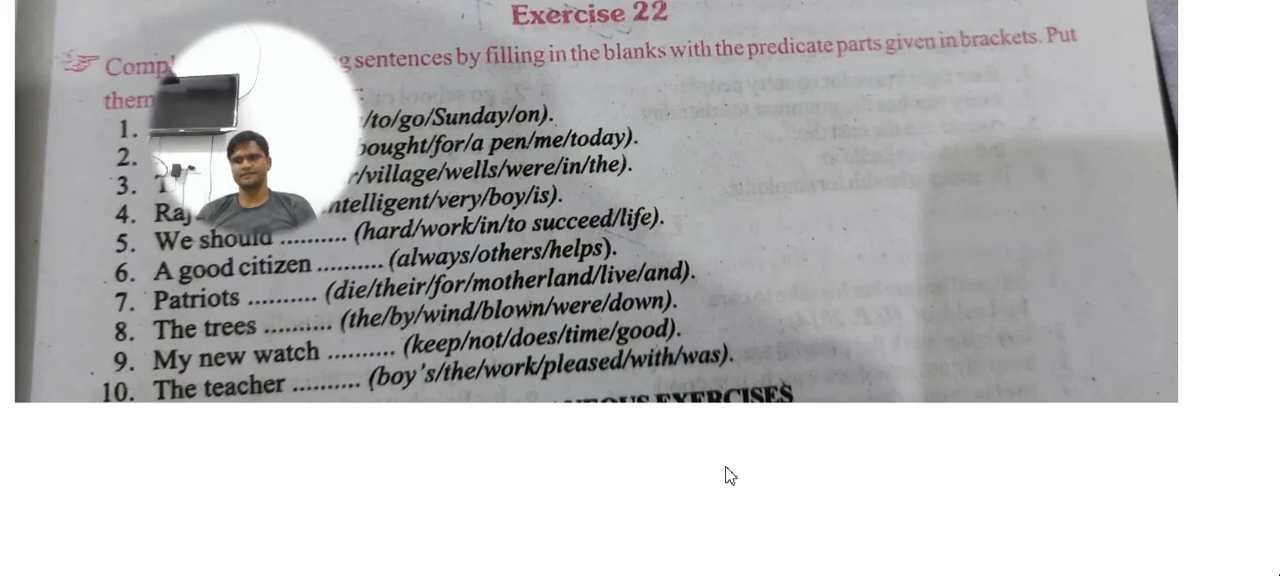 Exercise 22
sentences by filling in the blanks with the predicate parts given in brackets. Put
them
1. /to/go/Sunday/on).
2. bought/for/a pen/me/today).
3. /village/wells/were/in/the).
4. intelligent/very/boy/is).
5. We should .......... (hard/work/in/to succeed/life).
6. A good citizen .......... (always/others/helps).
7. Patriots .......... (die/their/for/motherland/live/and).
8. The trees .......... (the/by/wind/blown/were/down).
9. My new watch .......... (keep/not/does/time/good).
10. The teacher .......... (boy's/the/work/pleased/with/was).
EXERCISES